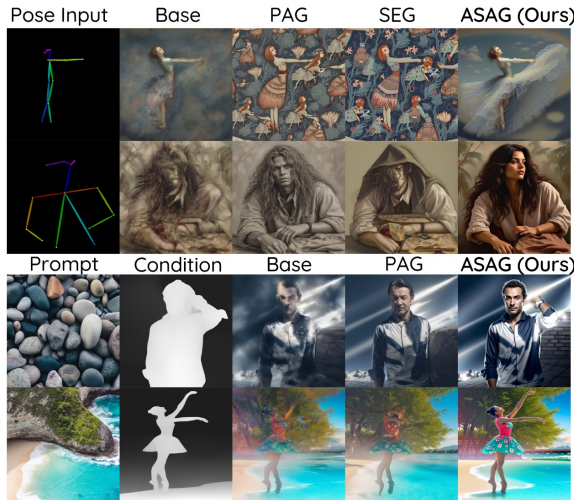 Pose Input Base PAG SEG ASAG (Ours)
Prompt Condition Base PAG ASAG (Ours)